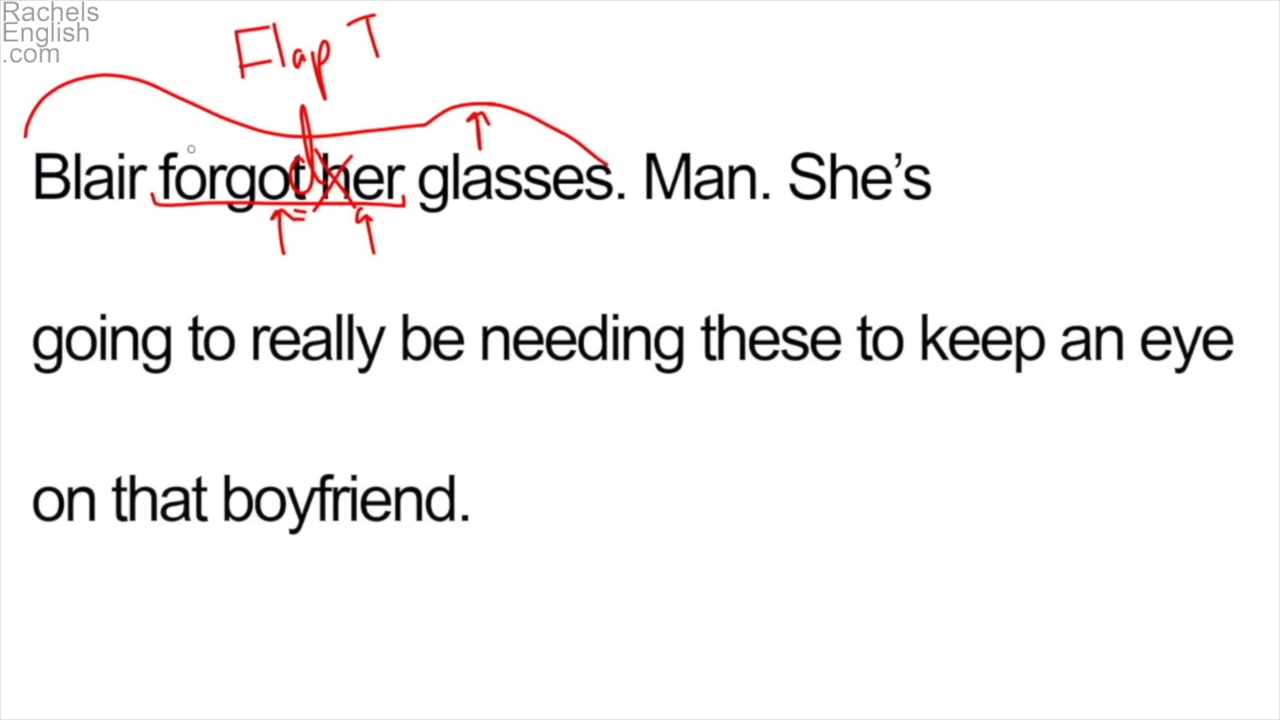 Rachels
English
.com
Flap T
d
Blair forgot her glasses. Man. She’s
going to really be needing these to keep an eye
on that boyfriend.